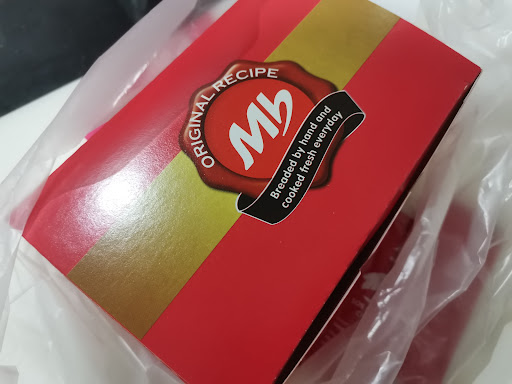 ORIGINAL RECIPE
Mb
Breaded by hand and
cooked fresh everyday